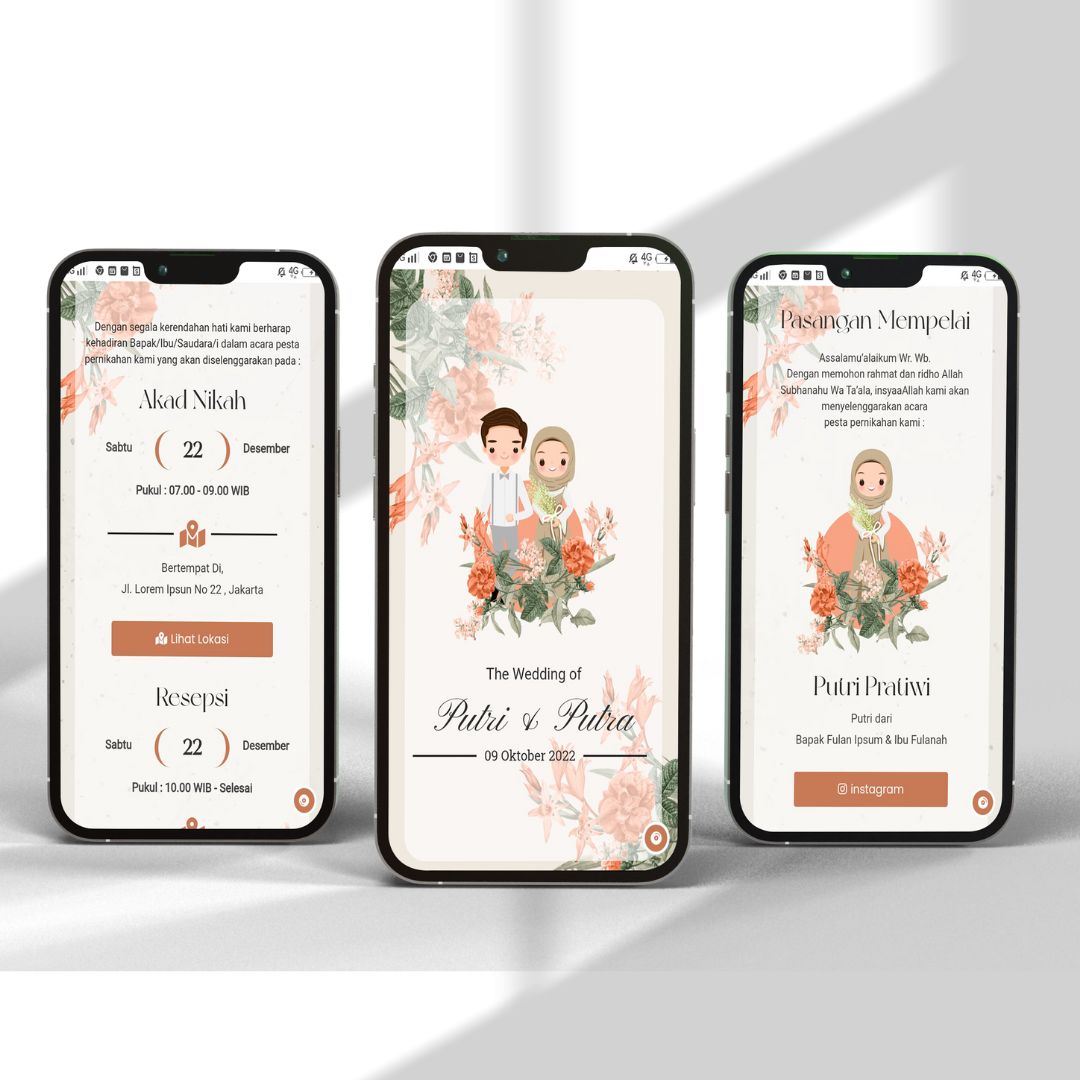 4G
Dengan segala kerendahan hati kami berharap
kehadiran Bapak/Ibu/Saudara/i dalam acara pesta
pernikahan kami yang akan diselenggarakan pada :
Akad Nikah
Sabtu 22 Desember
Pukul : 07.00 - 09.00 WIB
Bertempat Di,
Jl. Lorem Ipsun No 22 , Jakarta
Lihat Lokasi
Resepsi
Sabtu 22 Desember
Pukul : 10.00 WIB - Selesai
4G
The Wedding of
Putri & Putra
09 Oktober 2022
4G
Pasangan Mempelai
Assalamu'alaikum Wr. Wb.
Dengan memohon rahmat dan ridho Allah
Subhanahu Wa Ta'ala, insyaaAllah kami akan
menyelenggarakan acara
pesta pernikahan kami :
Putri Pratiwi
Putri dari
Bapak Fulan Ipsum & Ibu Fulanah
instagram